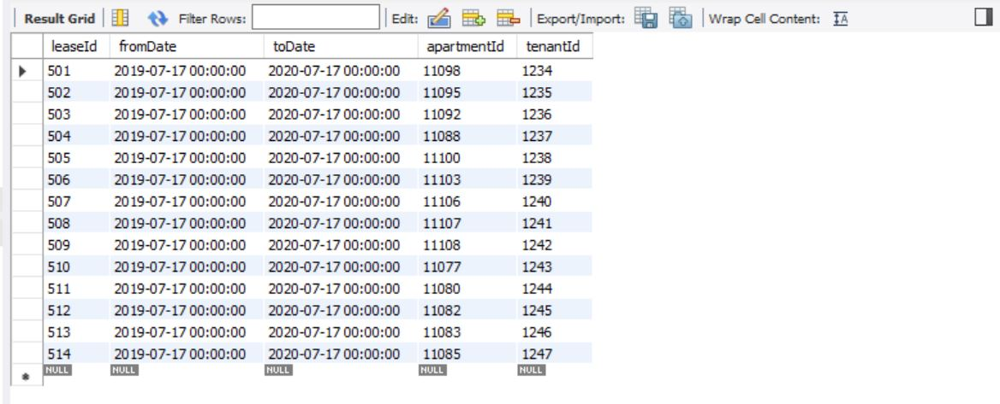 Result Grid Filter Rows: Edit: Export/Import: Wrap Cell Content: IA
leaseId fromDate toDate apartmentId tenantId
501 2019-07-17 00:00:00 2020-07-17 00:00:00 11098 1234
502 2019-07-17 00:00:00 2020-07-17 00:00:00 11095 1235
503 2019-07-17 00:00:00 2020-07-17 00:00:00 11092 1236
504 2019-07-17 00:00:00 2020-07-17 00:00:00 11088 1237
505 2019-07-17 00:00:00 2020-07-17 00:00:00 11100 1238
506 2019-07-17 00:00:00 2020-07-17 00:00:00 11103 1239
507 2019-07-17 00:00:00 2020-07-17 00:00:00 11106 1240
508 2019-07-17 00:00:00 2020-07-17 00:00:00 11107 1241
509 2019-07-17 00:00:00 2020-07-17 00:00:00 11108 1242
510 2019-07-17 00:00:00 2020-07-17 00:00:00 11077 1243
511 2019-07-17 00:00:00 2020-07-17 00:00:00 11080 1244
512 2019-07-17 00:00:00 2020-07-17 00:00:00 11082 1245
513 2019-07-17 00:00:00 2020-07-17 00:00:00 11083 1246
514 2019-07-17 00:00:00 2020-07-17 00:00:00 11085 1247
NULL NULL NULL NULL NULL